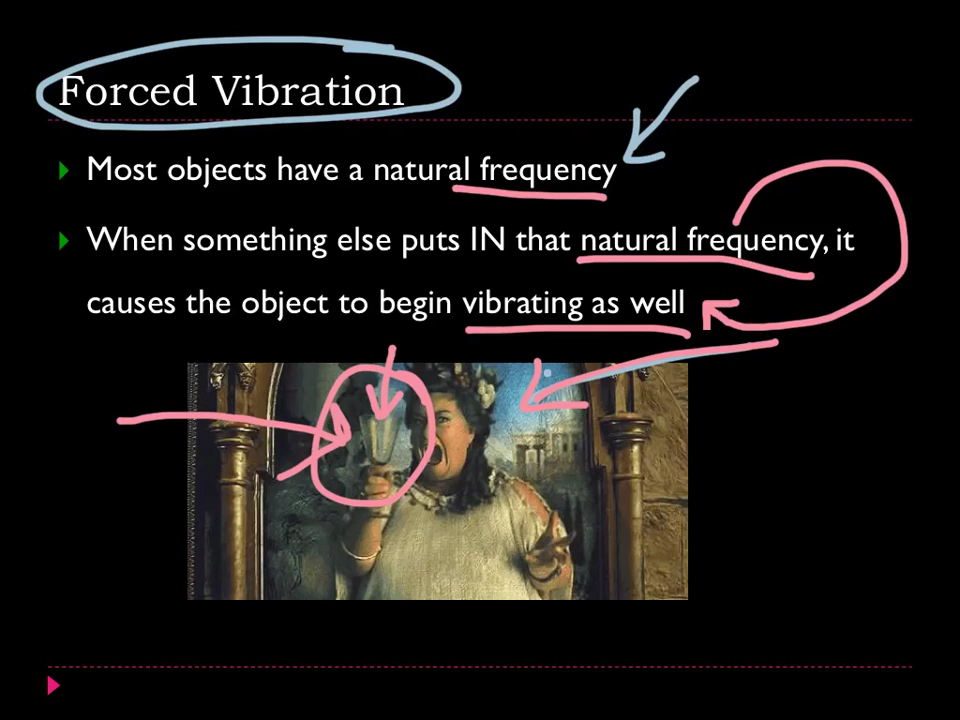 Forced Vibration
Most objects have a natural frequency
When something else puts IN that natural frequency, it
causes the object to begin vibrating as well